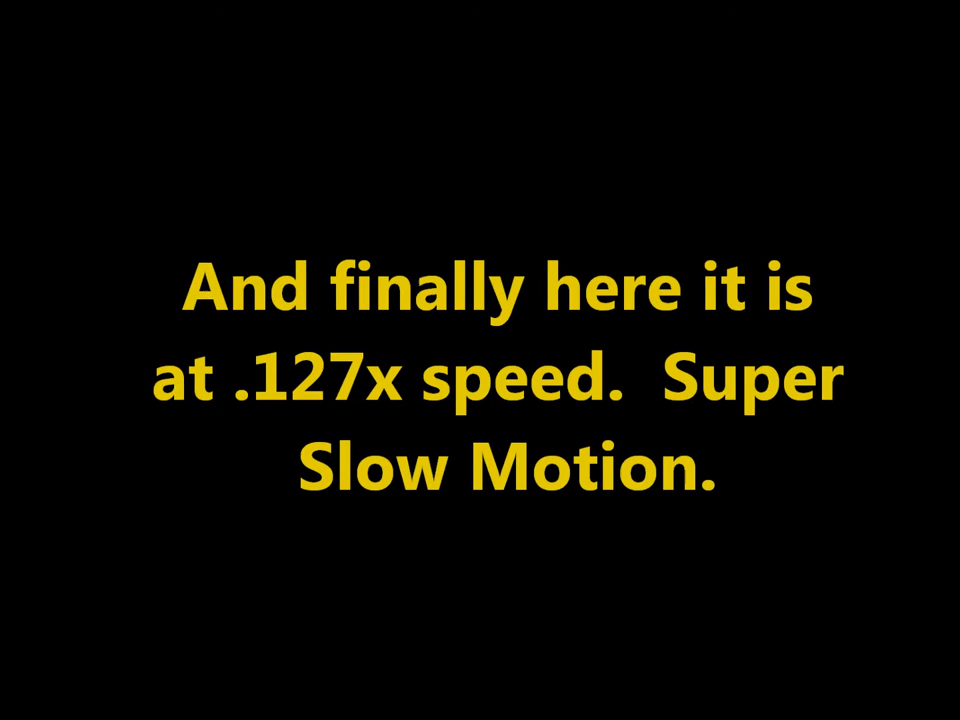 And finally here it is
at .127x speed.  Super
Slow Motion.